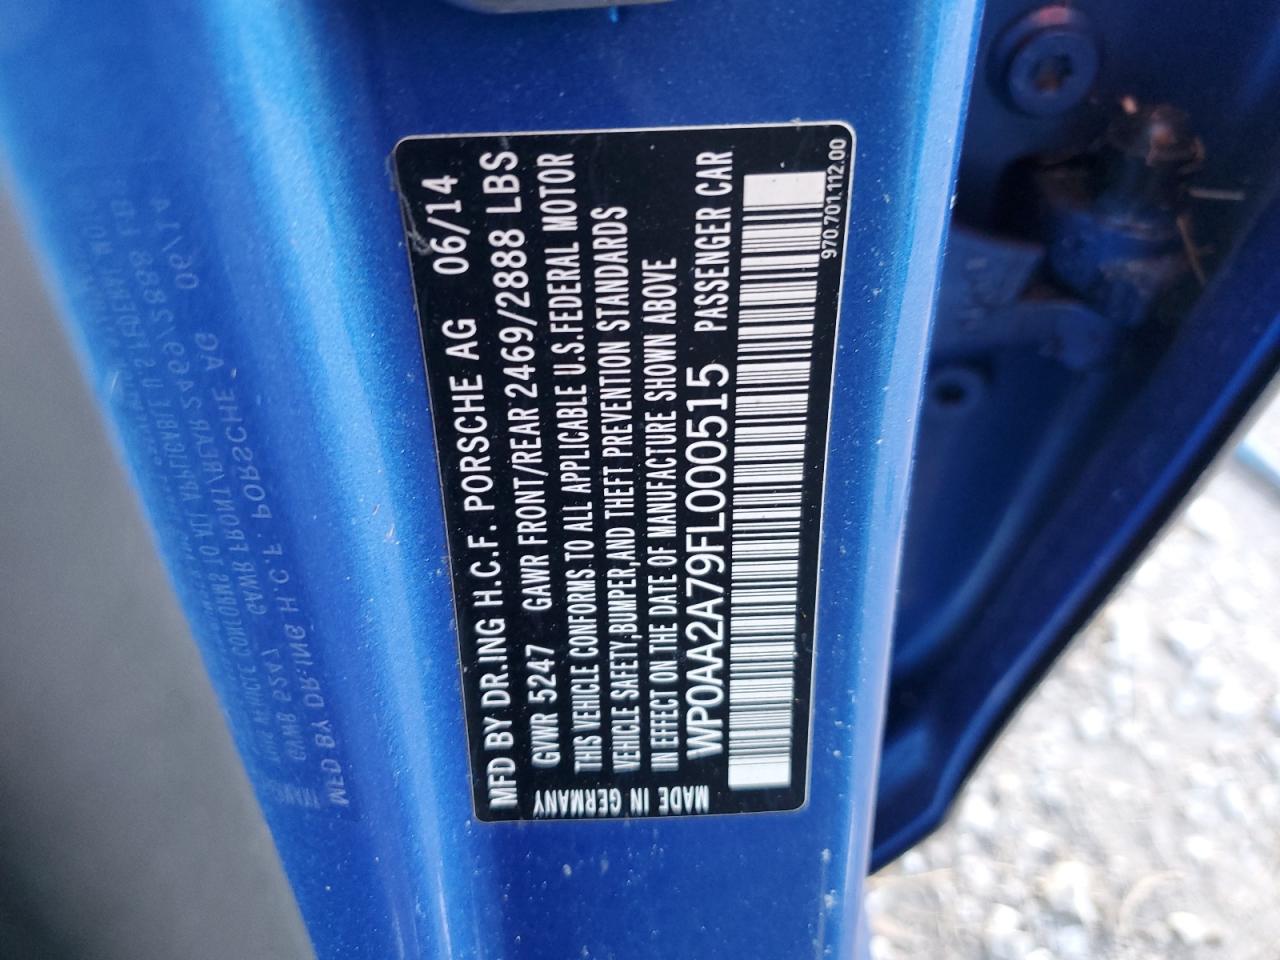 MFD BY DR.ING H.C.F. PORSCHE AG 06/14
GVWR 5247 GAWR FRONT/REAR 2469/2888 LBS
THIS VEHICLE CONFORMS TO ALL APPLICABLE U.S.FEDERAL MOTOR
VEHICLE SAFETY,BUMPER,AND THEFT PREVENTION STANDARDS
IN EFFECT ON THE DATE OF MANUFACTURE SHOWN ABOVE
WP0AA2A79FL000515 PASSENGER CAR
MADE IN GERMANY
970.701.112.00